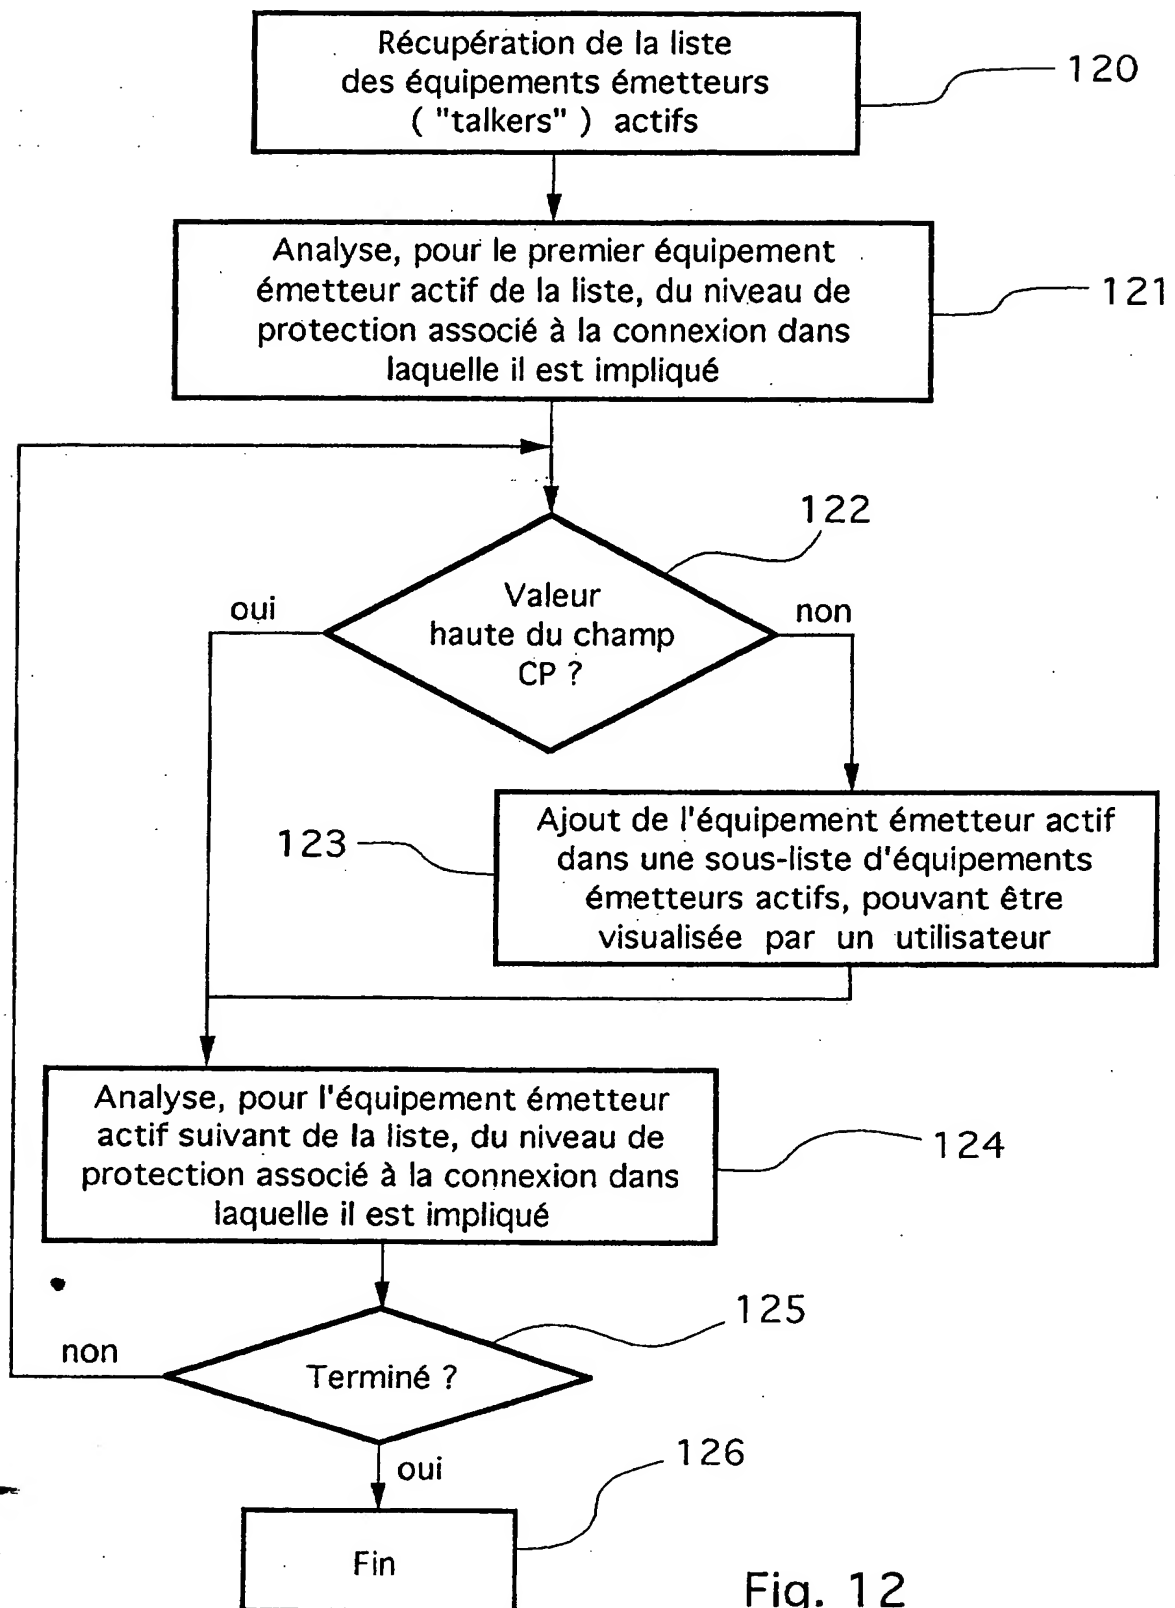 Récupération de la liste
des équipements émetteurs
( "talkers" ) actifs
120
Analyse, pour le premier équipement
émetteur actif de la liste, du niveau de
protection associé à la connexion dans
laquelle il est impliqué
121
122
Valeur
haute du champ
CP ?
oui
non
123
Ajout de l'équipement émetteur actif
dans une sous-liste d'équipements
émetteurs actifs, pouvant être
visualisée par un utilisateur
Analyse, pour l'équipement émetteur
actif suivant de la liste, du niveau de
protection associé à la connexion dans
laquelle il est impliqué
124
125
non
Terminé ?
oui
126
Fin
Fig. 12